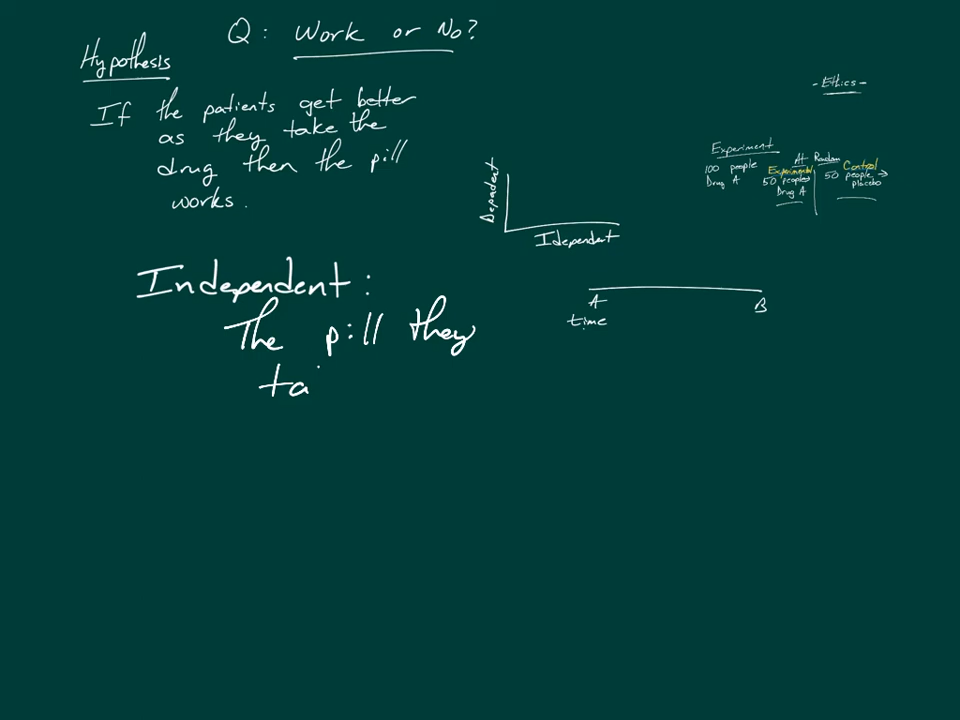 Q: Work or No?
Hypothesis
If the patients get better
as they take the
drug then the pill
works.
-Ethics-
Experiment
100 people
Drug A
At Random
Experimental
50 people
Drug A
Control
50 people →
placebo
Depadent
Idependent
A
B
time
Independent:
The pill they
ta